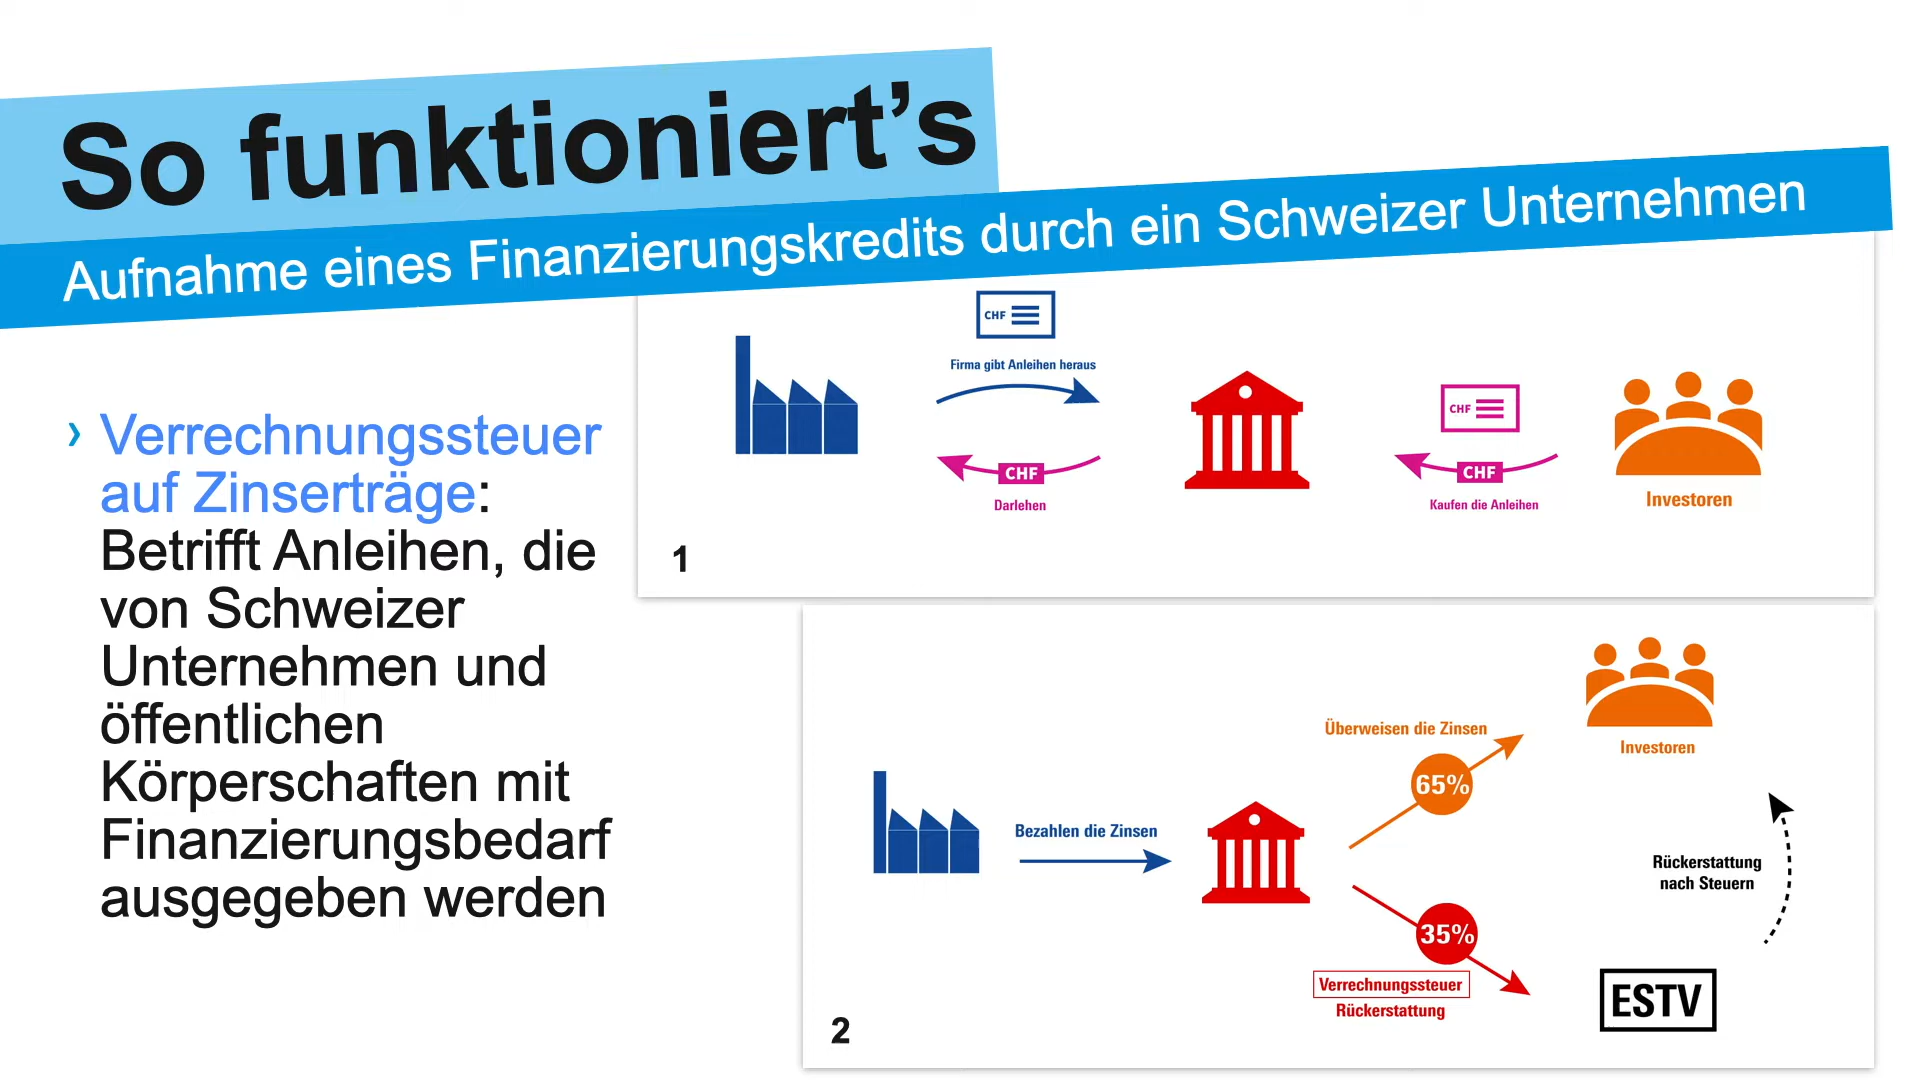 So funktioniert’s
Aufnahme eines Finanzierungskredits durch ein Schweizer Unternehmen
› Verrechnungssteuer
auf Zinserträge:
Betrifft Anleihen, die
von Schweizer
Unternehmen und
öffentlichen
Körperschaften mit
Finanzierungsbedarf
ausgegeben werden
CHF
Firma gibt Anleihen heraus
CHF
Darlehen
CHF
CHF
Kaufen die Anleihen
Investoren
1
Bezahlen die Zinsen
Überweisen die Zinsen
65%
Investoren
35%
Verrechnungssteuer
Rückerstattung
Rückerstattung
nach Steuern
ESTV
2